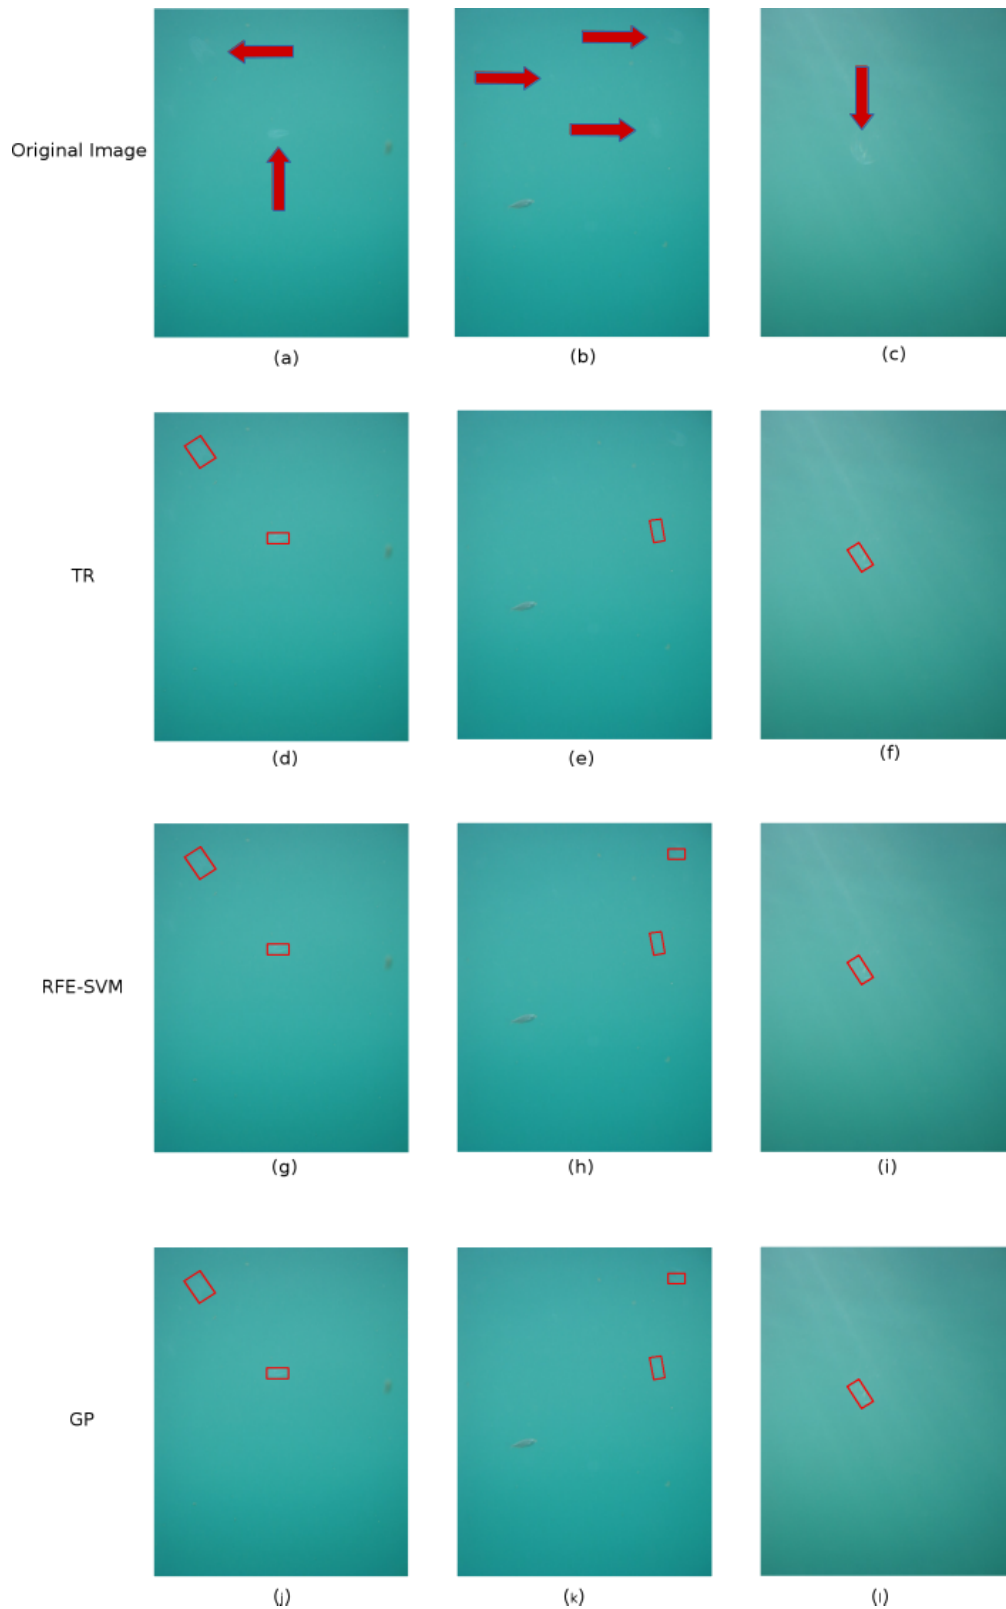 Original Image
(a)
(b)
(c)
TR
(d)
(e)
(f)
RFE-SVM
(g)
(h)
(i)
GP
(j)
(k)
(l)